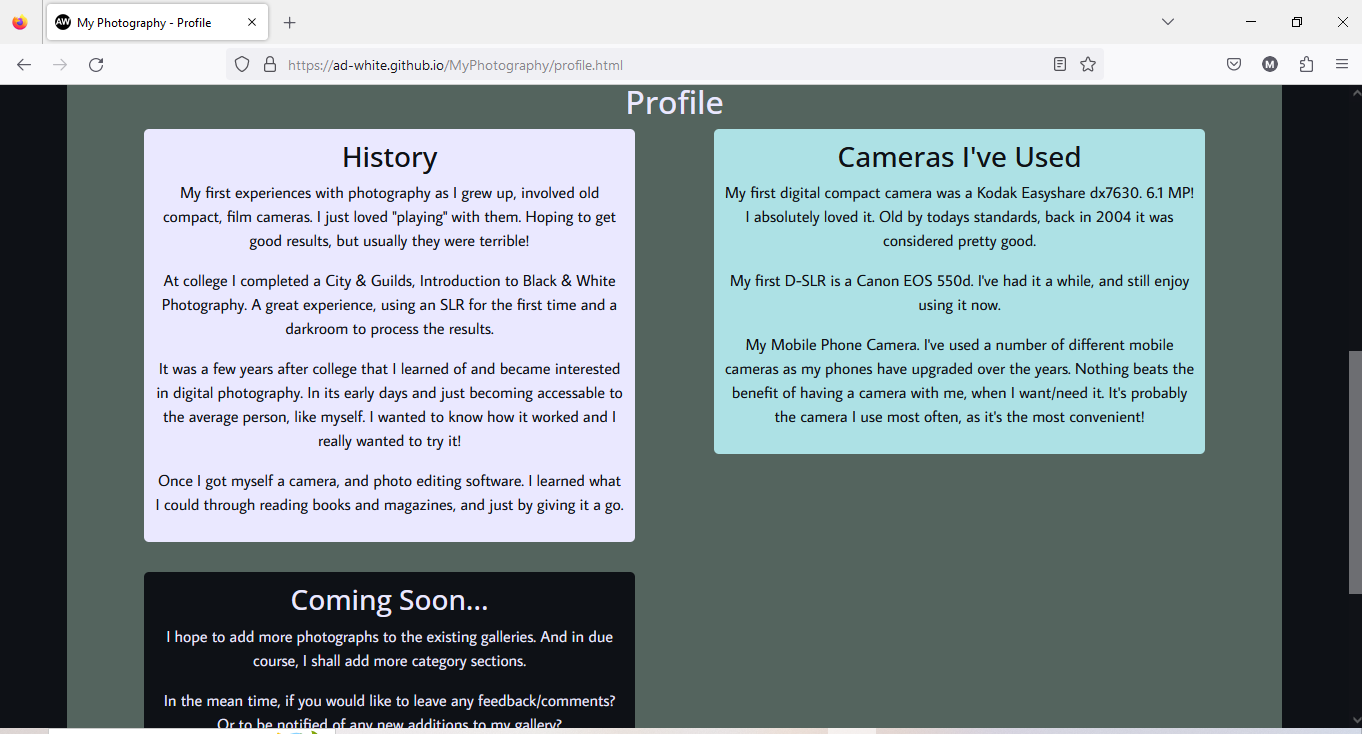 AW
My Photography - Profile
https://ad-white.github.io/MyPhotography/profile.html
M
Profile
History
My first experiences with photography as I grew up, involved old
compact, film cameras. I just loved "playing" with them. Hoping to get
good results, but usually they were terrible!
At college I completed a City & Guilds, Introduction to Black & White
Photography. A great experience, using an SLR for the first time and a
darkroom to process the results.
It was a few years after college that I learned of and became interested
in digital photography. In its early days and just becoming accessable to
the average person, like myself. I wanted to know how it worked and I
really wanted to try it!
Once I got myself a camera, and photo editing software. I learned what
I could through reading books and magazines, and just by giving it a go.
Cameras I've Used
My first digital compact camera was a Kodak Easyshare dx7630. 6.1 MP!
I absolutely loved it. Old by todays standards, back in 2004 it was
considered pretty good.
My first D-SLR is a Canon EOS 550d. I've had it a while, and still enjoy
using it now.
My Mobile Phone Camera. I've used a number of different mobile
cameras as my phones have upgraded over the years. Nothing beats the
benefit of having a camera with me, when I want/need it. It's probably
the camera I use most often, as it's the most convenient!
Coming Soon...
I hope to add more photographs to the existing galleries. And in due
course, I shall add more category sections.
In the mean time, if you would like to leave any feedback/comments?
Or to be notified of any new additions to my gallery?